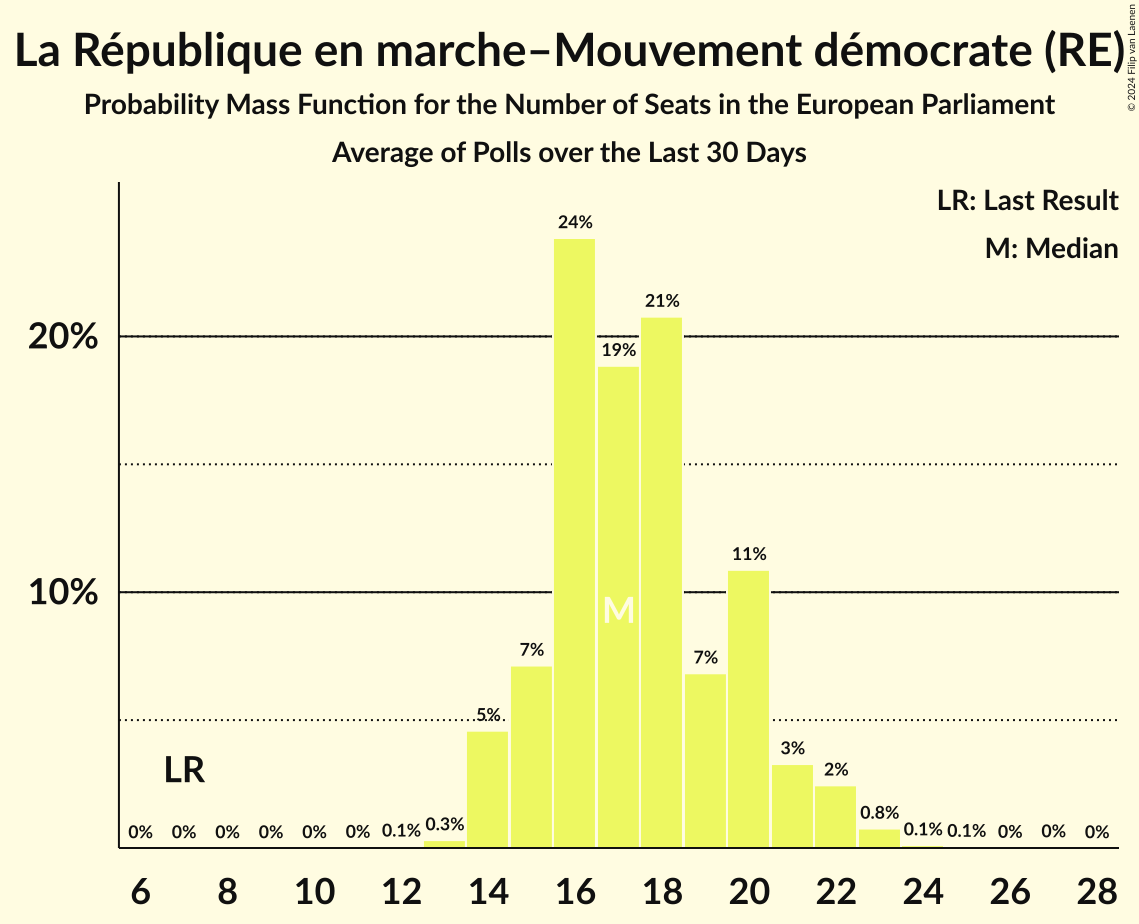 La République en marche–Mouvement démocrate (RE)
© 2024 Filip van Laenen
Probability Mass Function for the Number of Seats in the European Parliament
Average of Polls over the Last 30 Days
LR: Last Result
M: Median
24%
21%
20%
19%
11%
10%
M
7%
7%
5%
3%
2%
LR
0% 0% 0% 0% 0% 0% 0.1% 0.3% 0.8% 0.1% 0.1% 0% 0% 0%
6 8 10 12 14 16 18 20 22 24 26 28